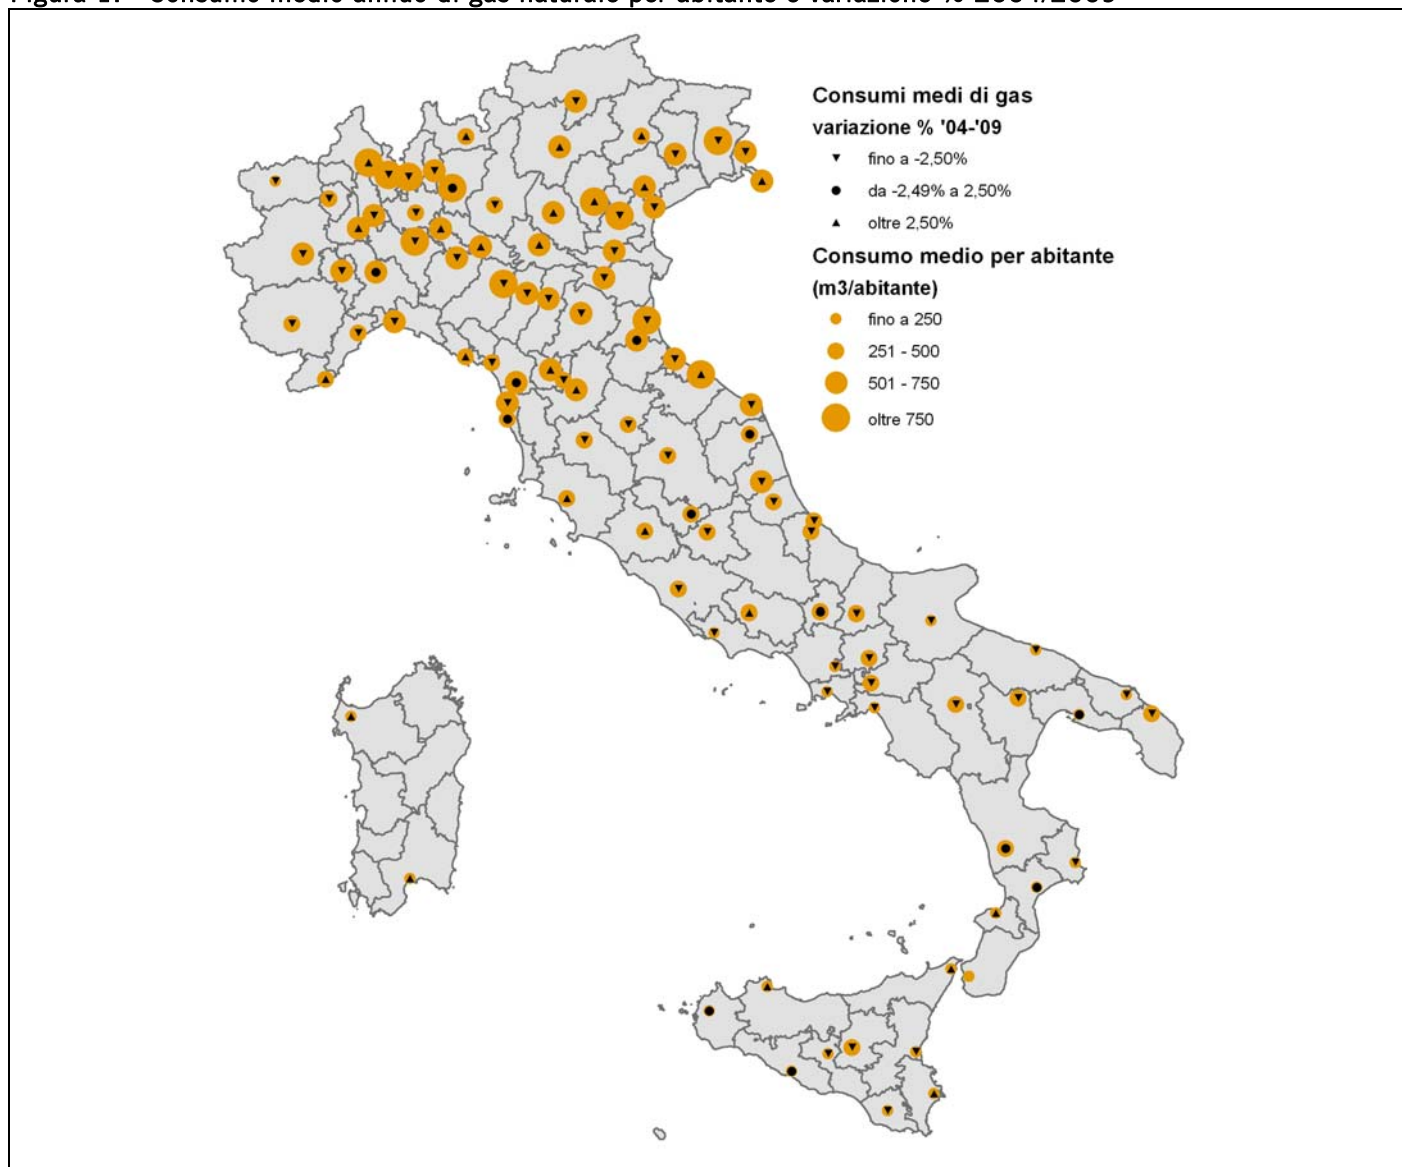 Consumi medi di gas
variazione % '04-'09
fino a -2,50%
da -2,49% a 2,50%
oltre 2,50%
Consumo medio per abitante
(m3/abitante)
fino a 250
251 - 500
501 - 750
oltre 750